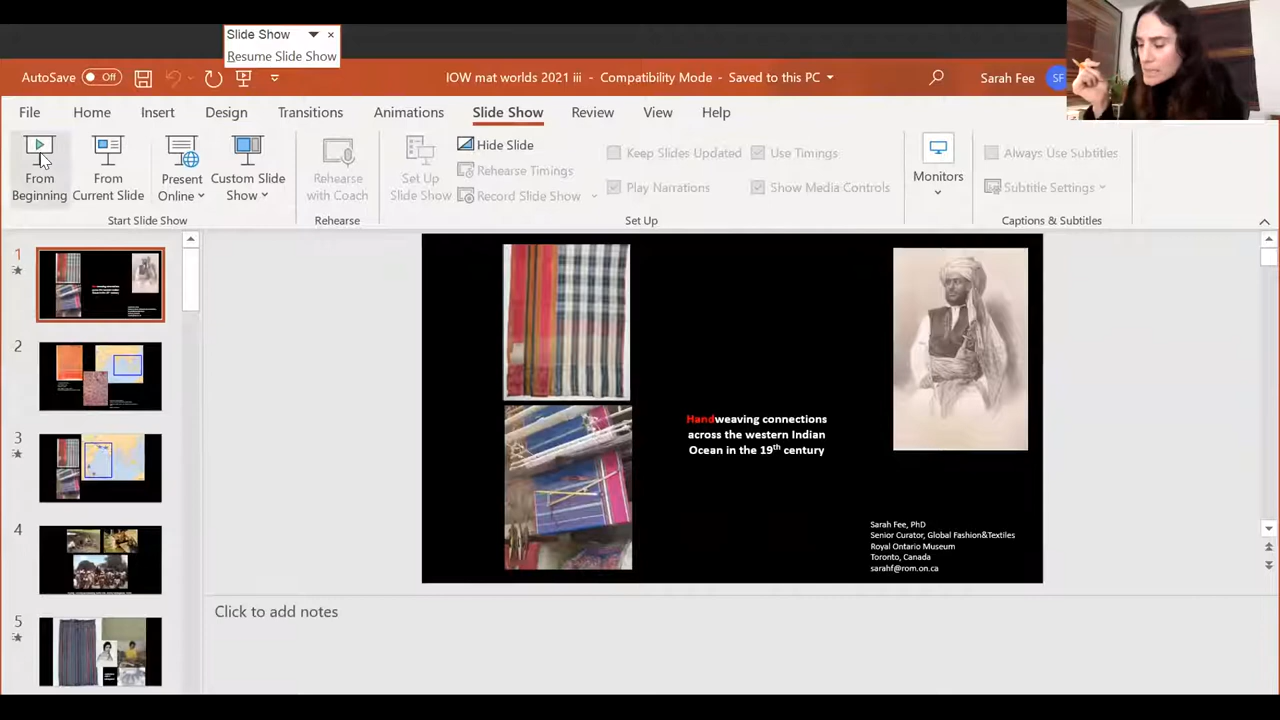 Slide Show
Resume Slide Show
AutoSave Off
IOW mat worlds 2021 iii - Compatibility Mode - Saved to this PC
Sarah Fee SF
File Home Insert Design Transitions Animations Slide Show Review View Help
From Beginning
From Current Slide
Present Online
Custom Slide Show
Start Slide Show
Rehearse with Coach
Rehearse
Set Up Slide Show
Hide Slide
Rehearse Timings
Record Slide Show
Keep Slides Updated
Play Narrations
Use Timings
Show Media Controls
Set Up
Monitors
Always Use Subtitles
Subtitle Settings
Captions & Subtitles
1
2
3
4
5
Handweaving connections
across the western Indian
Ocean in the 19th century
Sarah Fee, PhD
Senior Curator, Global Fashion&Textiles
Royal Ontario Museum
Toronto, Canada
sarahf@rom.on.ca
Click to add notes